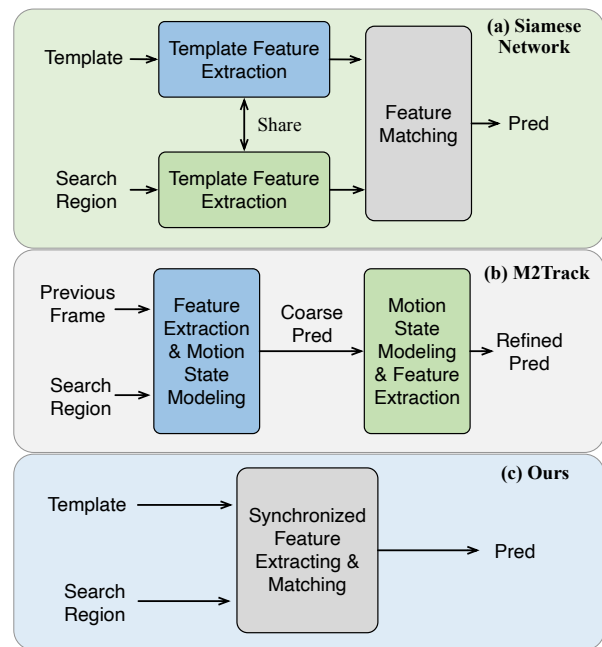 (a) Siamese
Network
Template
Template Feature
Extraction
Share
Feature
Matching
Pred
Search
Region
Template Feature
Extraction
(b) M2Track
Previous
Frame
Feature
Extraction
& Motion
State
Modeling
Coarse
Pred
Motion
State
Modeling
& Feature
Extraction
Refined
Pred
Search
Region
(c) Ours
Template
Synchronized
Feature
Extracting &
Matching
Pred
Search
Region